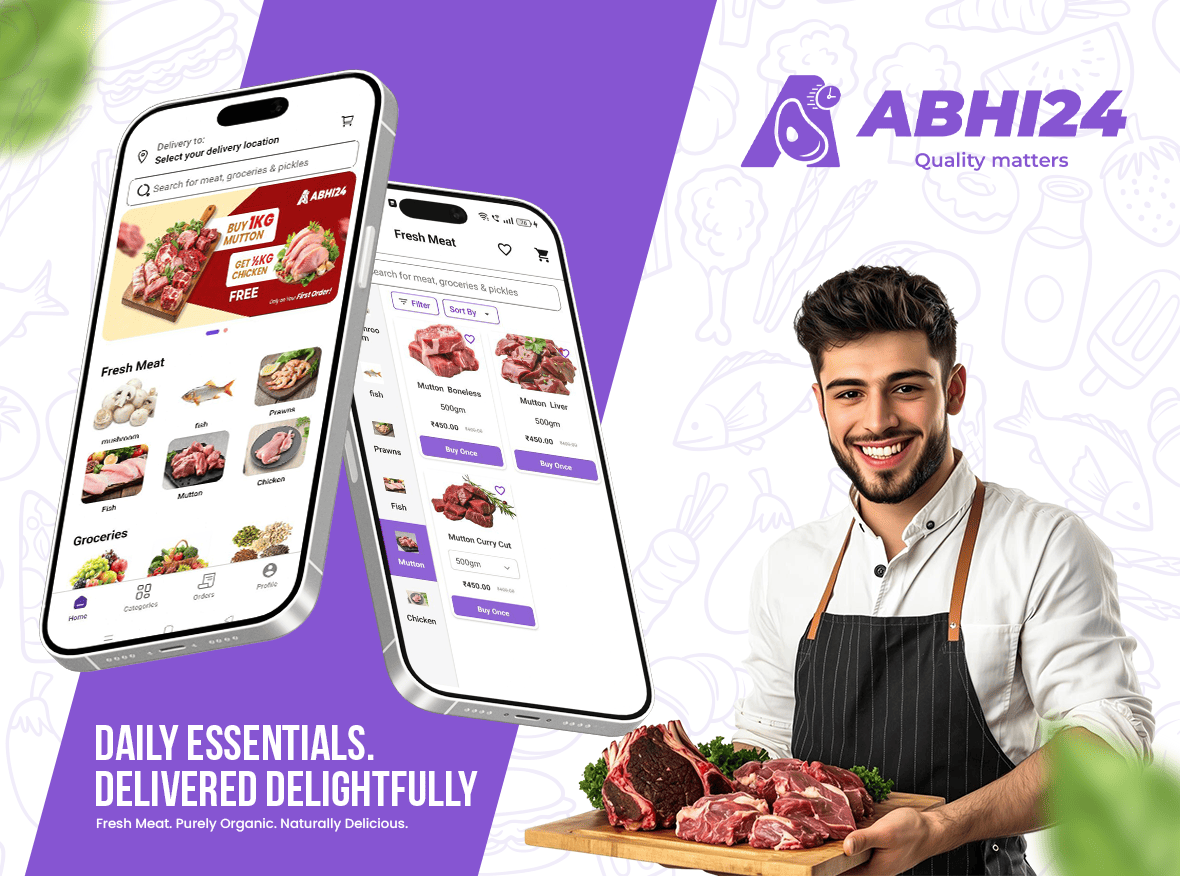 ABHI24
Quality matters
Delivery to:
Select your delivery location
Search for meat, groceries & pickles
ABHI24
BUY 1KG
MUTTON
GET ½KG
CHICKEN
FREE
Only on Your First Order!
Fresh Meat
mushroom
fish
Prawns
Fish
Mutton
Chicken
Groceries
Home
Categories
Orders
Profile
Fresh Meat
earch for meat, groceries & pickles
Filter
Sort By
fish
Prawns
Fish
Mutton
Chicken
Mutton Boneless
500gm
₹450.00
Buy Once
Mutton Liver
500gm
₹450.00
Buy Once
Mutton Curry Cut
500gm
₹450.00
Buy Once
DAILY ESSENTIALS.
DELIVERED DELIGHTFULLY
Fresh Meat. Purely Organic. Naturally Delicious.